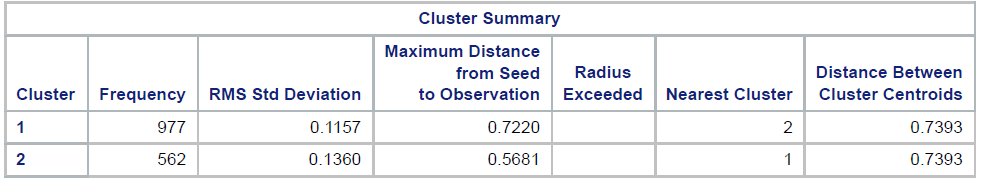 Cluster Summary
Cluster Frequency RMS Std Deviation Maximum Distance from Seed to Observation Radius Exceeded Nearest Cluster Distance Between Cluster Centroids
1 977 0.1157 0.7220 2 0.7393
2 562 0.1360 0.5681 1 0.7393